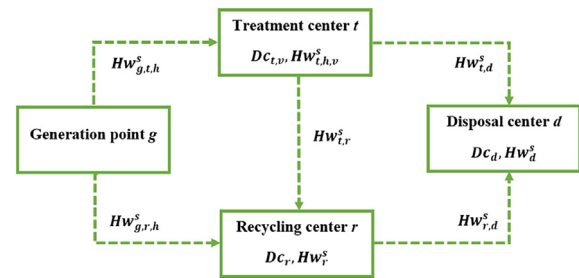 Treatment center t
Dc_{t,v}, Hw^s_{t,h,v}
Hw^s_{g,t,h}
Hw^s_{t,d}
Generation point g
Hw^s_{t,r}
Disposal center d
Dc_d, Hw^s_d
Hw^s_{g,r,h}
Recycling center r
Dc_r, Hw^s_r
Hw^s_{r,d}